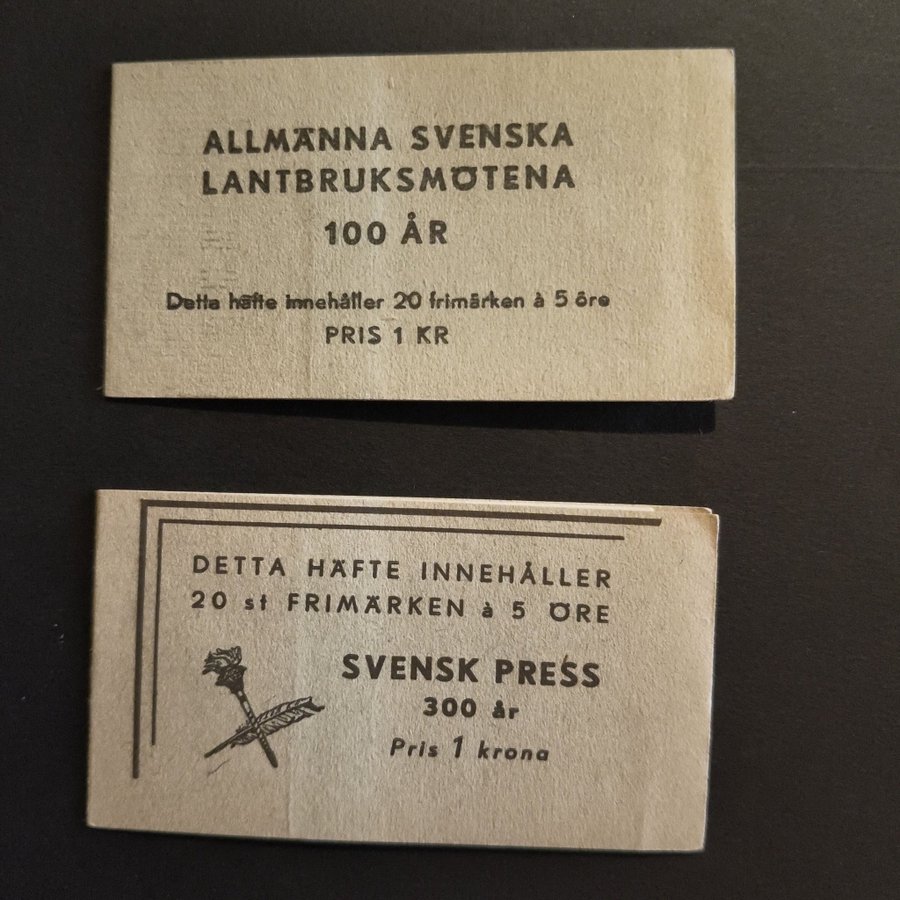 ALLMÄNNA SVENSKA
LANTBRUKSMÖTENA
100 ÅR
Detta häfte innehåller 20 frimärken à 5 öre
PRIS 1 KR
DETTA HÄFTE INNEHÅLLER
20 st FRIMÄRKEN à 5 ÖRE
SVENSK PRESS
300 år
Pris 1 krona